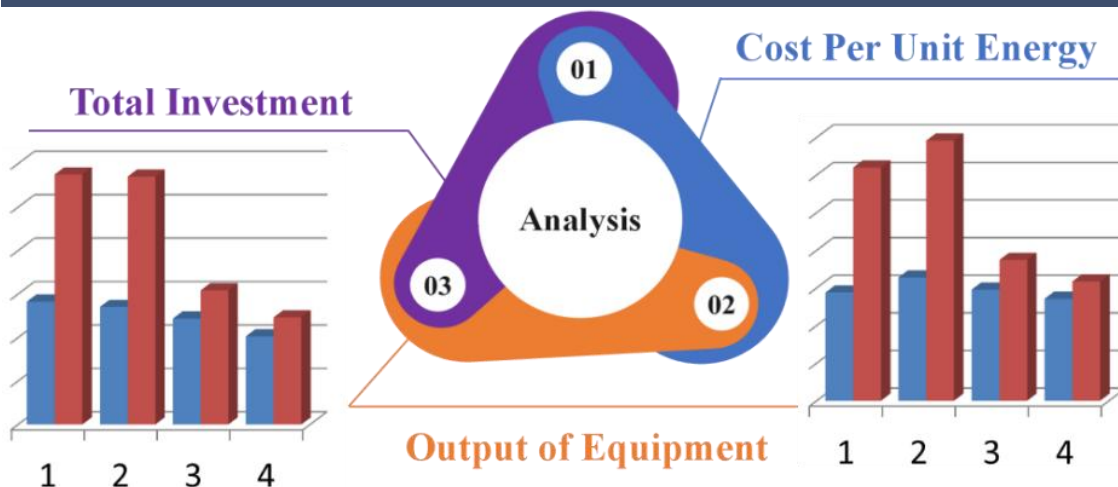 Cost Per Unit Energy
01
Total Investment
Analysis
03
02
Output of Equipment
1 2 3 4
1 2 3 4